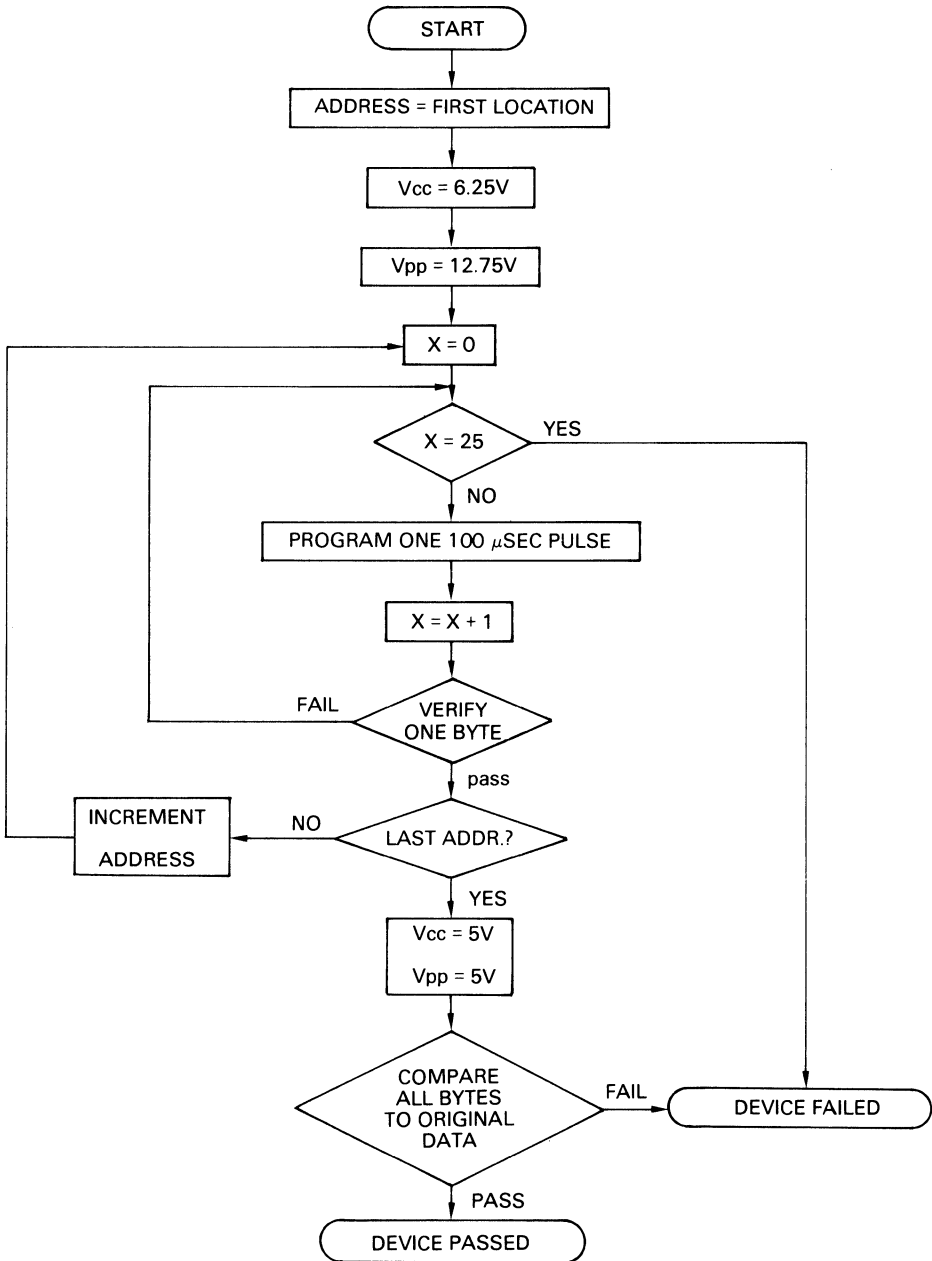 START
ADDRESS = FIRST LOCATION
Vcc = 6.25V
Vpp = 12.75V
X = 0
X = 25
YES
NO
PROGRAM ONE 100 μSEC PULSE
X = X + 1
FAIL
VERIFY
ONE BYTE
pass
INCREMENT
ADDRESS
NO
LAST ADDR.?
YES
Vcc = 5V
Vpp = 5V
COMPARE
ALL BYTES
TO ORIGINAL
DATA
FAIL
DEVICE FAILED
PASS
DEVICE PASSED